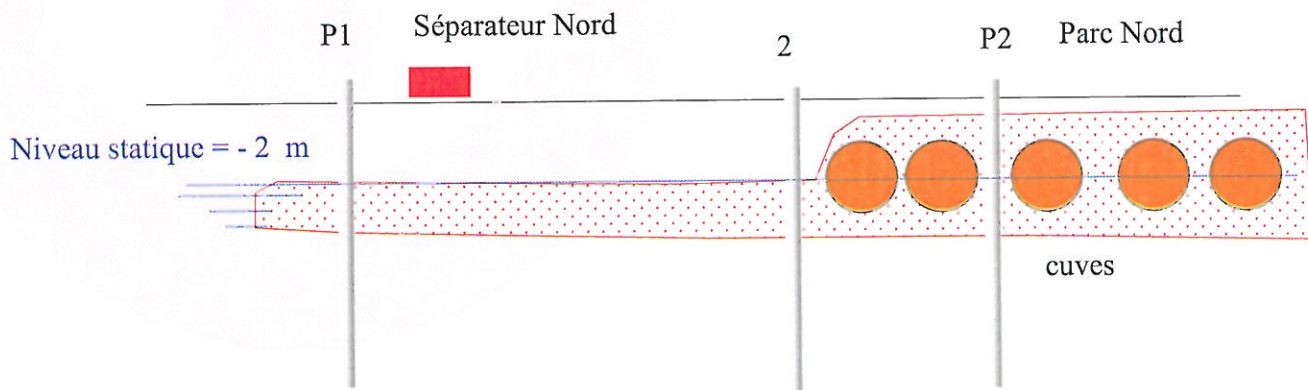 P1
Séparateur Nord
2
P2
Parc Nord
Niveau statique = - 2 m
cuves